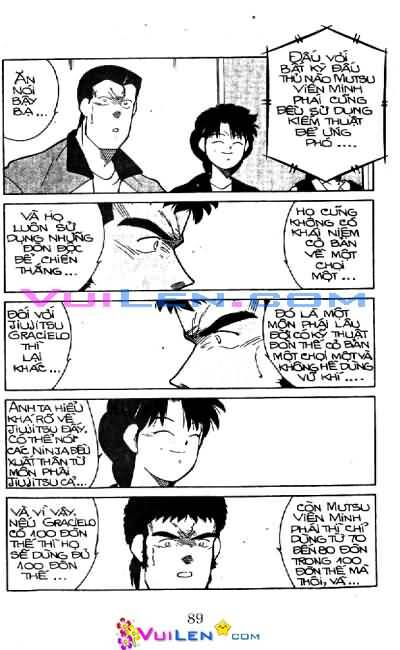 ĐẤU VỚI
BẤT KỲ ĐẤU
THỦ NÀO MUTSU
VIÊN MINH
PHÁI CŨNG
ĐỀU SỬ DỤNG
KIẾM THUẬT
ĐỂ ỨNG
PHÓ ....
ĂN
NÓI
BẬY
BẠ ...
HỌ CŨNG
KHÔNG CÓ
KHÁI NIỆM
CƠ BẢN
VỀ MỘT
CHỌI
MỘT ...
VÀ HỌ
LUÔN SỬ
DỤNG NHỮNG
ĐÒN ĐỘC
ĐỂ CHIẾN
THẮNG ...
VuiLen.com
ĐÓ LÀ MỘT
MÔN PHÁI LÂU
ĐỜI CÓ KỸ THUẬT
ĐÒN THẾ CƠ BẢN
MỘT CHỌI MỘT VÀ
KHÔNG HỀ DÙNG
VŨ KHÍ ....
ĐỐI VỚI
JIUJITSU
GRACIELO
THÌ
LẠI
KHÁC ...
ANH TA HIỂU
KHÁ RÕ VỀ
JIUJITSU ĐẤY.
CÓ THỂ NÓI
CÁC NINJA ĐỀU
XUẤT THÂN TỪ
MÔN PHÁI
JIUJITSU CẢ...
CÒN MUTSU
VIÊN MINH
PHÁI THÌ CHỈ
DÙNG TỪ 70
ĐẾN 80 ĐÒN
TRONG 100
ĐÒN THẾ MÀ
THÔI, VÀ ...
VÀ VÌ VẬY.
NẾU GRACIELO
CÓ 100 ĐÒN
THẾ THÌ HỌ
SẼ DÙNG ĐỦ
100 ĐÒN
THẾ ...
89
VuiLen.com